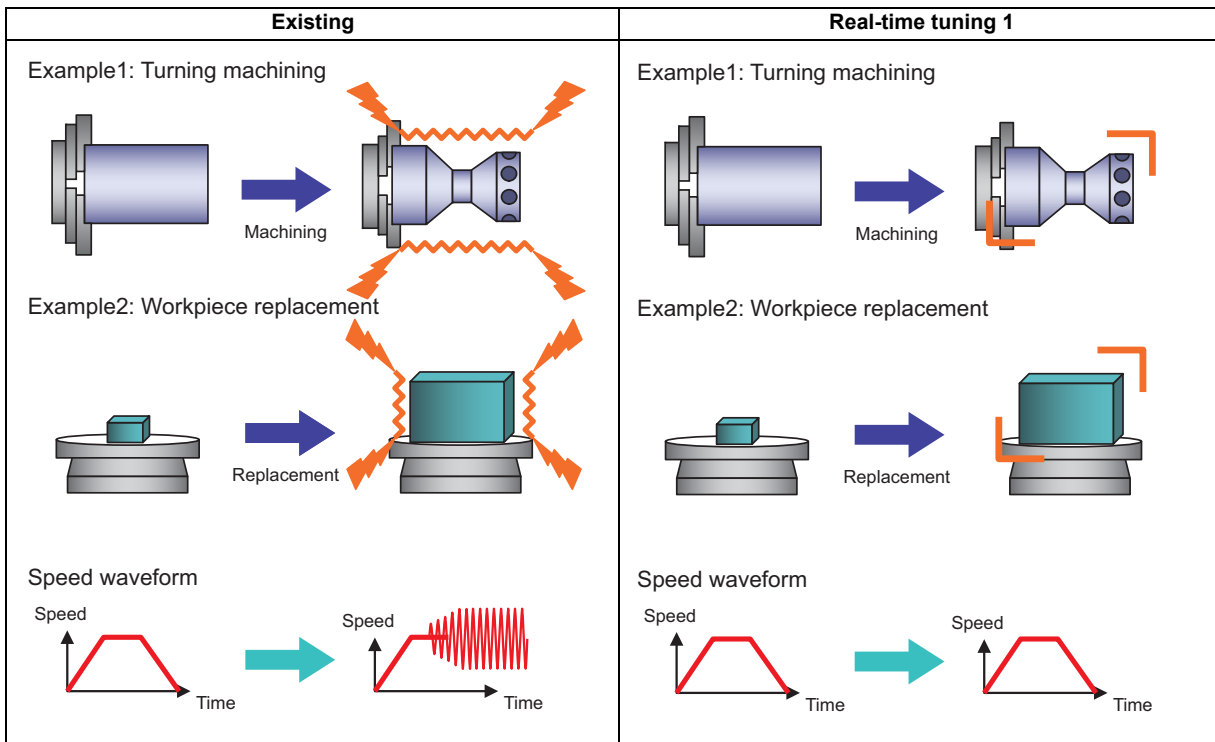 Existing
Example1: Turning machining
Machining
Example2: Workpiece replacement
Replacement
Speed waveform
Speed
Time
Speed
Time
Real-time tuning 1
Example1: Turning machining
Machining
Example2: Workpiece replacement
Replacement
Speed waveform
Speed
Time
Speed
Time